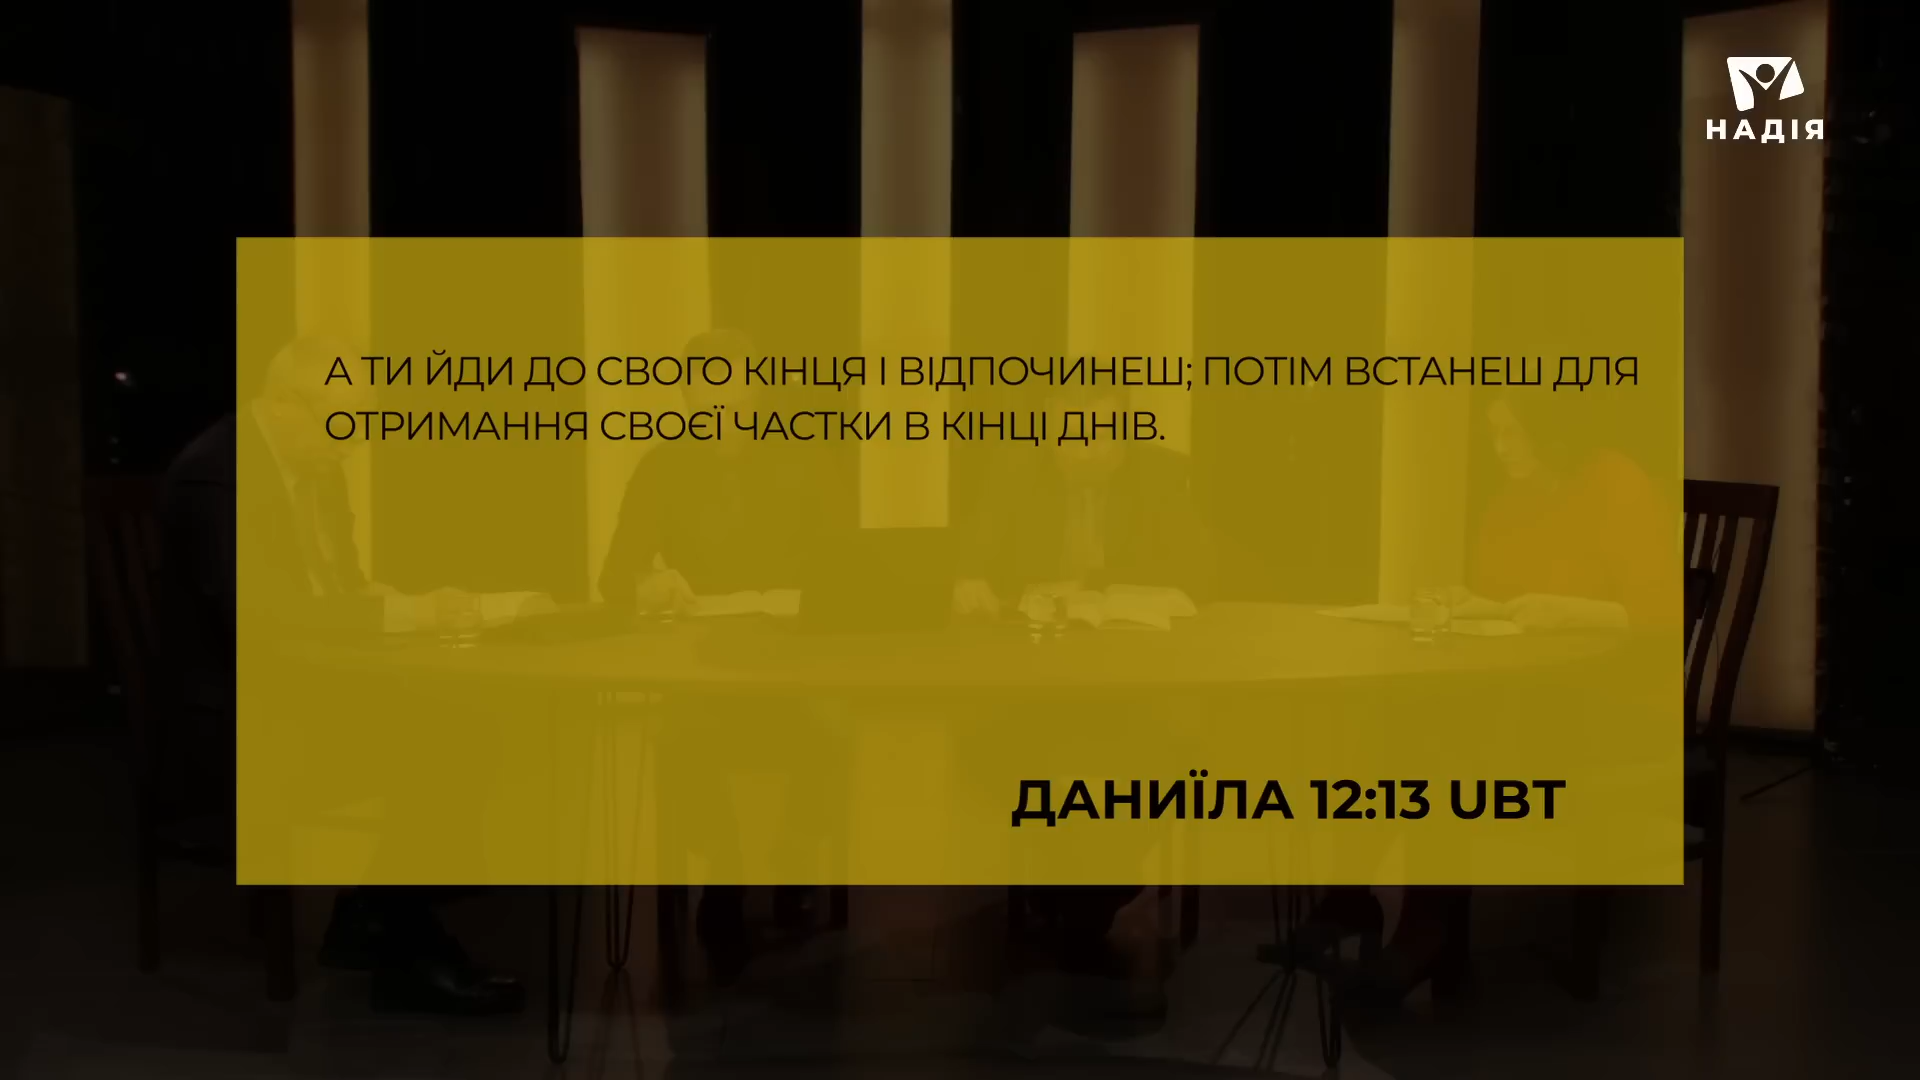 НАДІЯ
А ТИ ЙДИ ДО СВОГО КІНЦЯ І ВІДПОЧИНЕШ; ПОТІМ ВСТАНЕШ ДЛЯ
ОТРИМАННЯ СВОЄЇ ЧАСТКИ В КІНЦІ ДНІВ.
ДАНИЇЛА 12:13 UBT